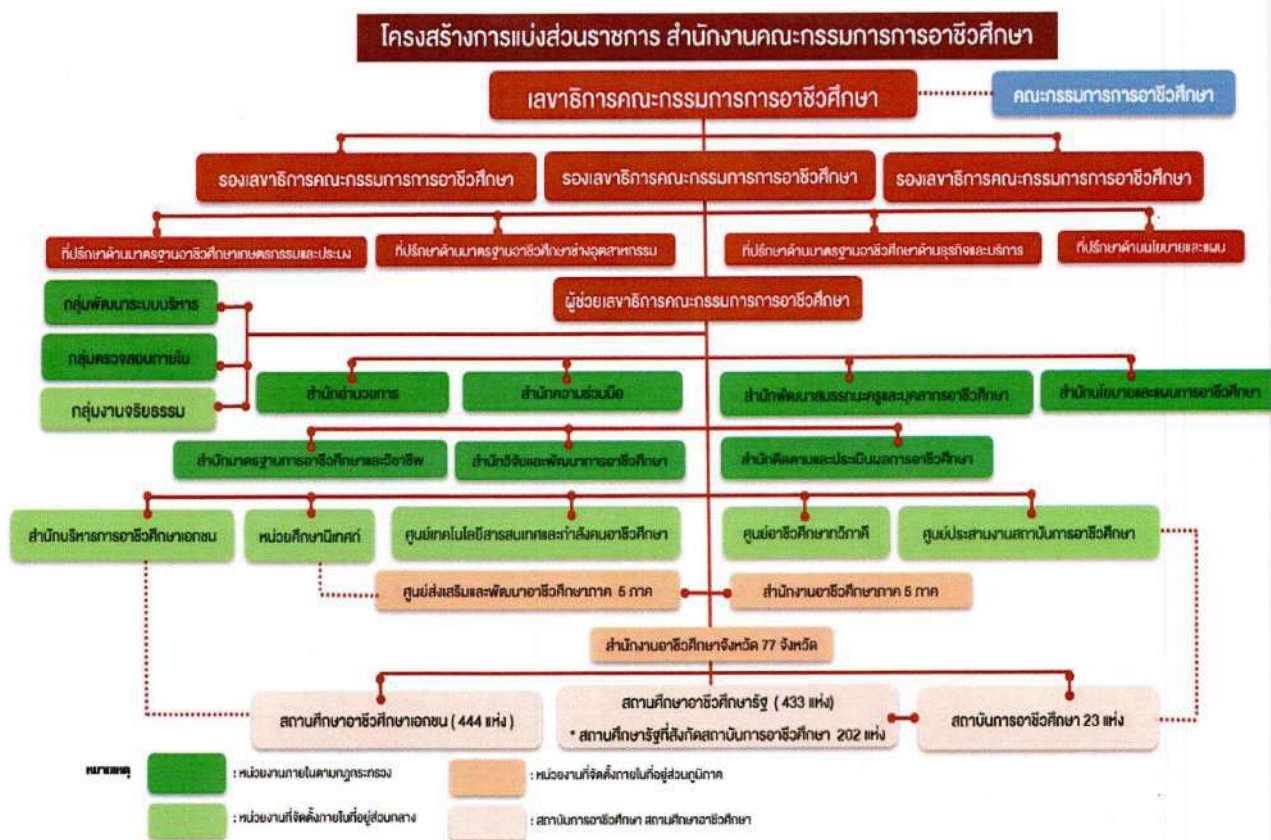 โครงสร้างการแบ่งส่วนราชการ สำนักงานคณะกรรมการการอาชีวศึกษา
เลขาธิการคณะกรรมการการอาชีวศึกษา
คณะกรรมการการอาชีวศึกษา
รองเลขาธิการคณะกรรมการการอาชีวศึกษา
รองเลขาธิการคณะกรรมการการอาชีวศึกษา
รองเลขาธิการคณะกรรมการการอาชีวศึกษา
ที่ปรึกษาด้านมาตรฐานอาชีวศึกษาเกษตรกรรมและประมง
ที่ปรึกษาด้านมาตรฐานอาชีวศึกษาช่างอุตสาหกรรม
ที่ปรึกษาด้านมาตรฐานอาชีวศึกษาด้านธุรกิจและบริการ
ที่ปรึกษาด้านนโยบายและแผน
กลุ่มพัฒนาระบบบริหาร
ผู้ช่วยเลขาธิการคณะกรรมการการอาชีวศึกษา
กลุ่มตรวจสอบภายใน
กลุ่มงานจริยธรรม
สำนักอำนวยการ
สำนักความร่วมมือ
สำนักพัฒนาสมรรถนะครูและบุคลากรอาชีวศึกษา
สำนักนโยบายและแผนการอาชีวศึกษา
สำนักมาตรฐานการอาชีวศึกษาและวิชาชีพ
สำนักวิจัยและพัฒนาการอาชีวศึกษา
สำนักติดตามและประเมินผลการอาชีวศึกษา
สำนักบริหารการอาชีวศึกษาเอกชน
หน่วยศึกษานิเทศก์
ศูนย์เทคโนโลยีสารสนเทศและกำลังคนอาชีวศึกษา
ศูนย์อาชีวศึกษาทวิภาคี
ศูนย์ประสานงานสถาบันการอาชีวศึกษา
ศูนย์ส่งเสริมและพัฒนาอาชีวศึกษาภาค 5 ภาค
สำนักงานอาชีวศึกษาภาค 5 ภาค
สำนักงานอาชีวศึกษาจังหวัด 77 จังหวัด
สถานศึกษาอาชีวศึกษาเอกชน ( 444 แห่ง )
สถานศึกษาอาชีวศึกษารัฐ ( 433 แห่ง)
* สถานศึกษารัฐที่สังกัดสถาบันการอาชีวศึกษา 202 แห่ง
สถาบันการอาชีวศึกษา 23 แห่ง
หมายเหตุ
: หน่วยงานภายในตามกฎกระทรวง
: หน่วยงานที่จัดตั้งภายในที่อยู่ส่วนภูมิภาค
: หน่วยงานที่จัดตั้งภายในที่อยู่ส่วนกลาง
: สถาบันการอาชีวศึกษา สถานศึกษาอาชีวศึกษา